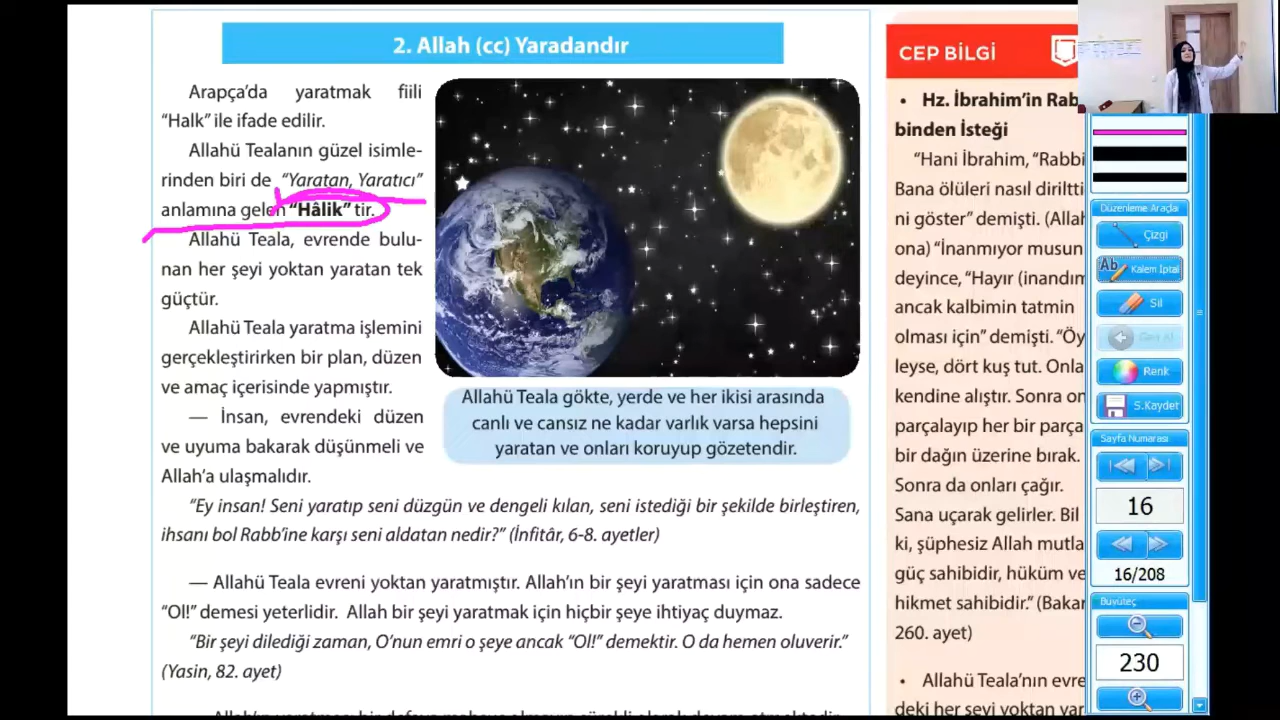 2. Allah (cc) Yaradandır
Arapça’da yaratmak fiili
“Halk” ile ifade edilir.
Allahü Tealanın güzel isimle-
rinden biri de “Yaratan, Yaratıcı”
anlamına gelen “Hâlik” tir.
Allahü Teala, evrende bulu-
nan her şeyi yoktan yaratan tek
güçtür.
Allahü Teala yaratma işlemini
gerçekleştirirken bir plan, düzen
ve amaç içerisinde yapmıştır.
— İnsan, evrendeki düzen
ve uyuma bakarak düşünmeli ve
Allah’a ulaşmalıdır.
Allahü Teala gökte, yerde ve her ikisi arasında
canlı ve cansız ne kadar varlık varsa hepsini
yaratan ve onları koruyup gözetendir.
“Ey insan! Seni yaratıp seni düzgün ve dengeli kılan, seni istediği bir şekilde birleştiren,
ihsanı bol Rabb’ine karşı seni aldatan nedir?” (İnfitâr, 6-8. ayetler)
— Allahü Teala evreni yoktan yaratmıştır. Allah’ın bir şeyi yaratması için ona sadece
“Ol!” demesi yeterlidir. Allah bir şeyi yaratmak için hiçbir şeye ihtiyaç duymaz.
“Bir şeyi dilediği zaman, O’nun emri o şeye ancak “Ol!” demektir. O da hemen oluverir.”
(Yasin, 82. ayet)
CEP BİLGİ
• Hz. İbrahim’in Rab
binden İsteği
“Hani İbrahim, “Rabbi
Bana ölüleri nasıl dirilttі
ni göster” demişti. (Allah
ona) “İnanmıyor musun
deyince, “Hayır (inandım
ancak kalbimin tatmin
olması için” demişti. “Öy
leyse, dört kuş tut. Onla
kendine alıştır. Sonra on
parçalayıp her bir parça
bir dağın üzerine bırak.
Sonra da onları çağır.
Sana uçarak gelirler. Bil
ki, şüphesiz Allah mutla
güç sahibidir, hüküm ve
hikmet sahibidir.” (Bakar
260. ayet)
• Allahü Teala’nın evre
deki her şeyi yoktan yar
Düzenleme Araçlar
Çizgi
Ab Kalem İptal
Sil
Geri Al
Renk
S.Kaydet
Sayfa Numarası
16
16/208
Büyüteç
230